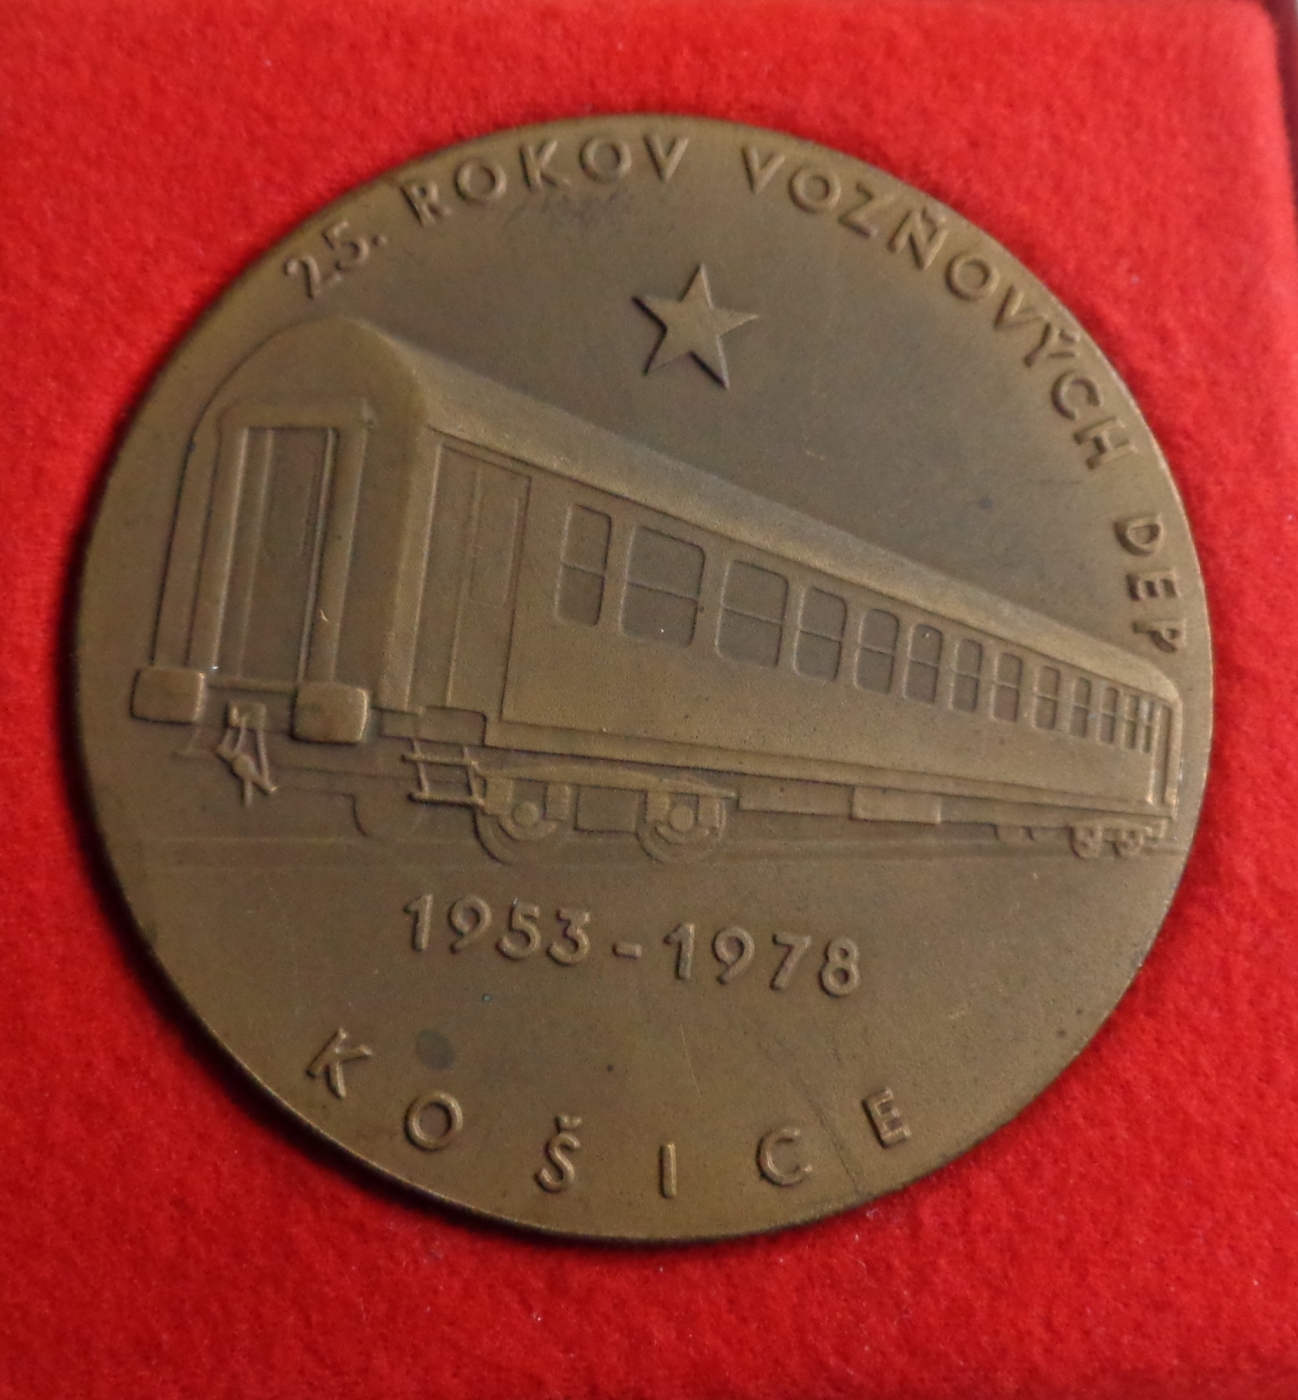 25. ROKOV VOZŇOVÝCH DEP
1953-1978
KOŠICE